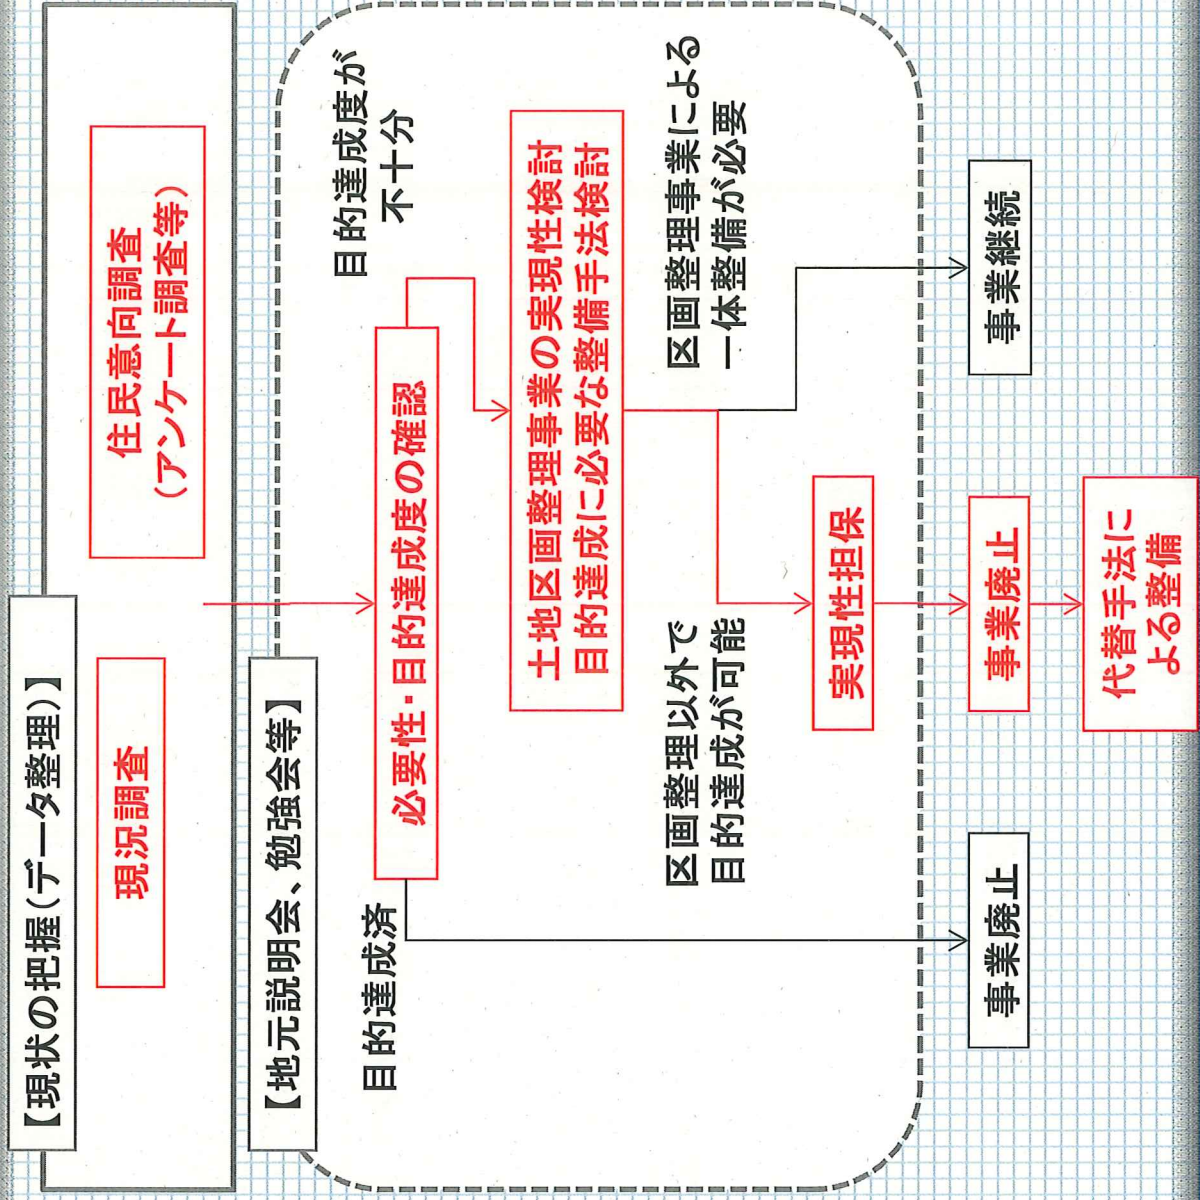 【現状の把握(データ整理)】
現況調査
住民意向調査
(アンケート調査等)
【地元説明会、勉強会等】
必要性・目的達成度の確認
目的達成済
目的達成度が
不十分
土地区画整理事業の実現性検討
目的達成に必要な整備手法検討
区画整理以外で
目的達成が可能
区画整理事業による
一体整備が必要
実現性担保
事業廃止
事業廃止
事業継続
代替手法に
よる整備